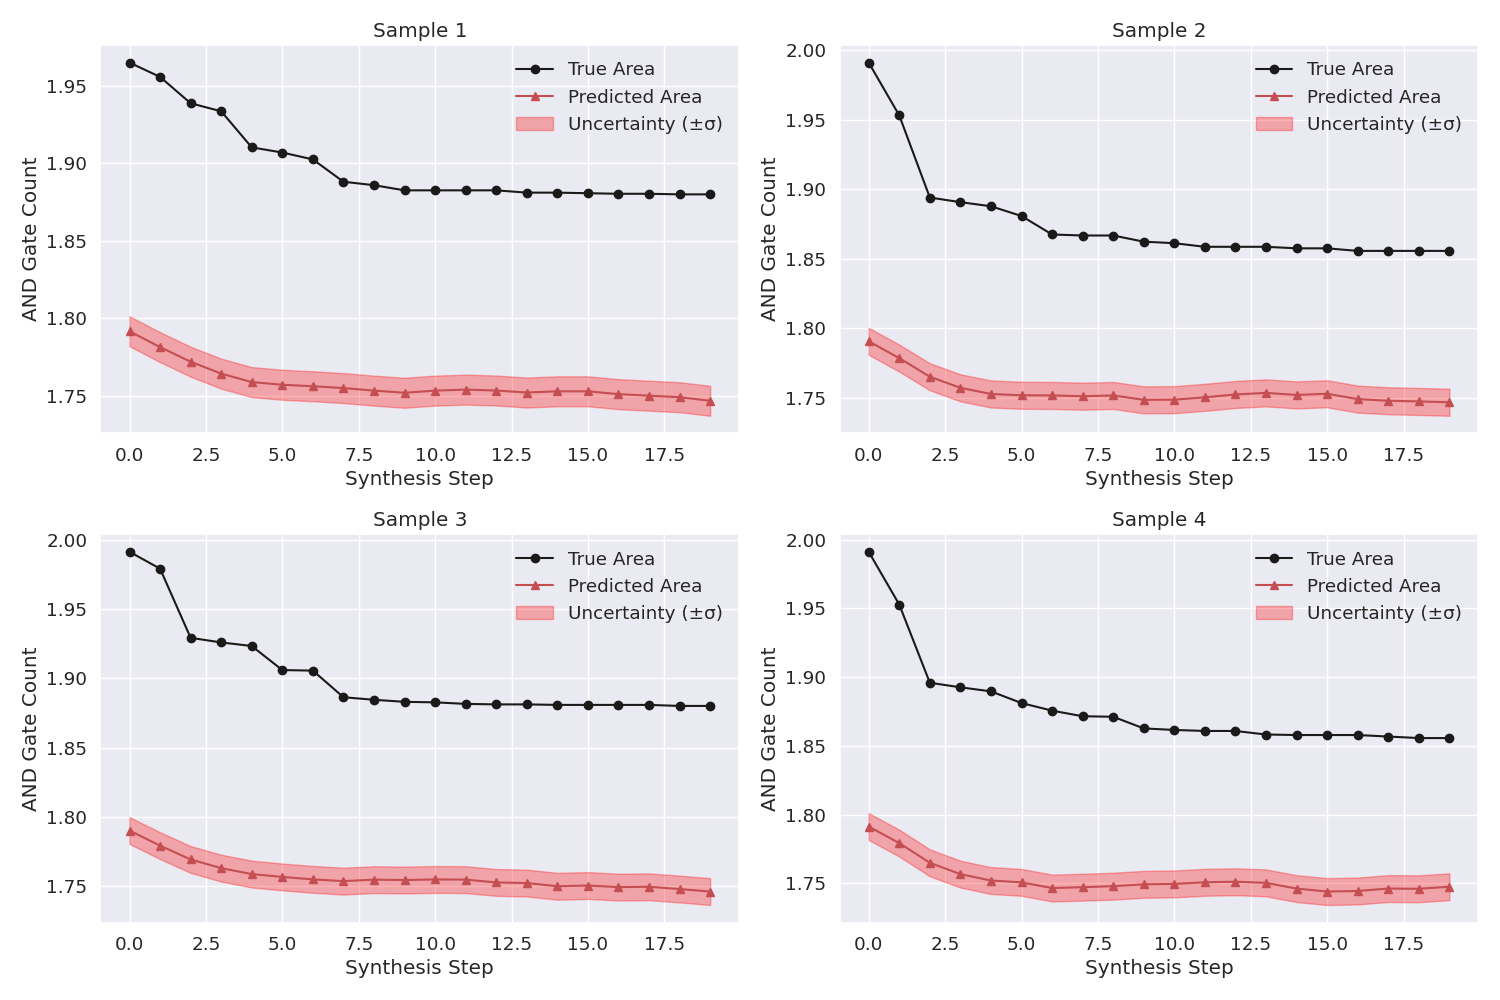 Sample 1
True Area
Predicted Area
Uncertainty (±σ)
1.95
1.90
1.85
1.80
1.75
AND Gate Count
0.0 2.5 5.0 7.5 10.0 12.5 15.0 17.5
Synthesis Step
Sample 2
True Area
Predicted Area
Uncertainty (±σ)
2.00
1.95
1.90
1.85
1.80
1.75
AND Gate Count
0.0 2.5 5.0 7.5 10.0 12.5 15.0 17.5
Synthesis Step
Sample 3
True Area
Predicted Area
Uncertainty (±σ)
2.00
1.95
1.90
1.85
1.80
1.75
AND Gate Count
0.0 2.5 5.0 7.5 10.0 12.5 15.0 17.5
Synthesis Step
Sample 4
True Area
Predicted Area
Uncertainty (±σ)
2.00
1.95
1.90
1.85
1.80
1.75
AND Gate Count
0.0 2.5 5.0 7.5 10.0 12.5 15.0 17.5
Synthesis Step